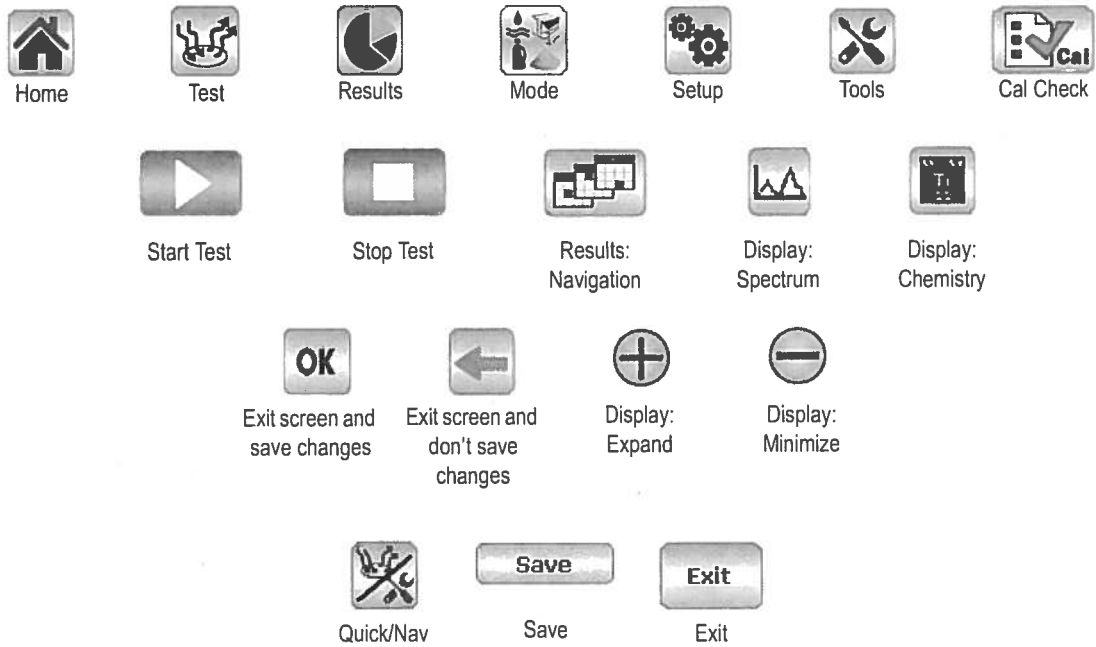 Cal
Home
Test
Results
Mode
Setup
Tools
Cal Check
Ti
Start Test
Stop Test
Results:
Navigation
Display:
Spectrum
Display:
Chemistry
OK
Exit screen and
save changes
Exit screen and
don't save
changes
Display:
Expand
Display:
Minimize
Save
Exit
Quick/Nav
Save
Exit